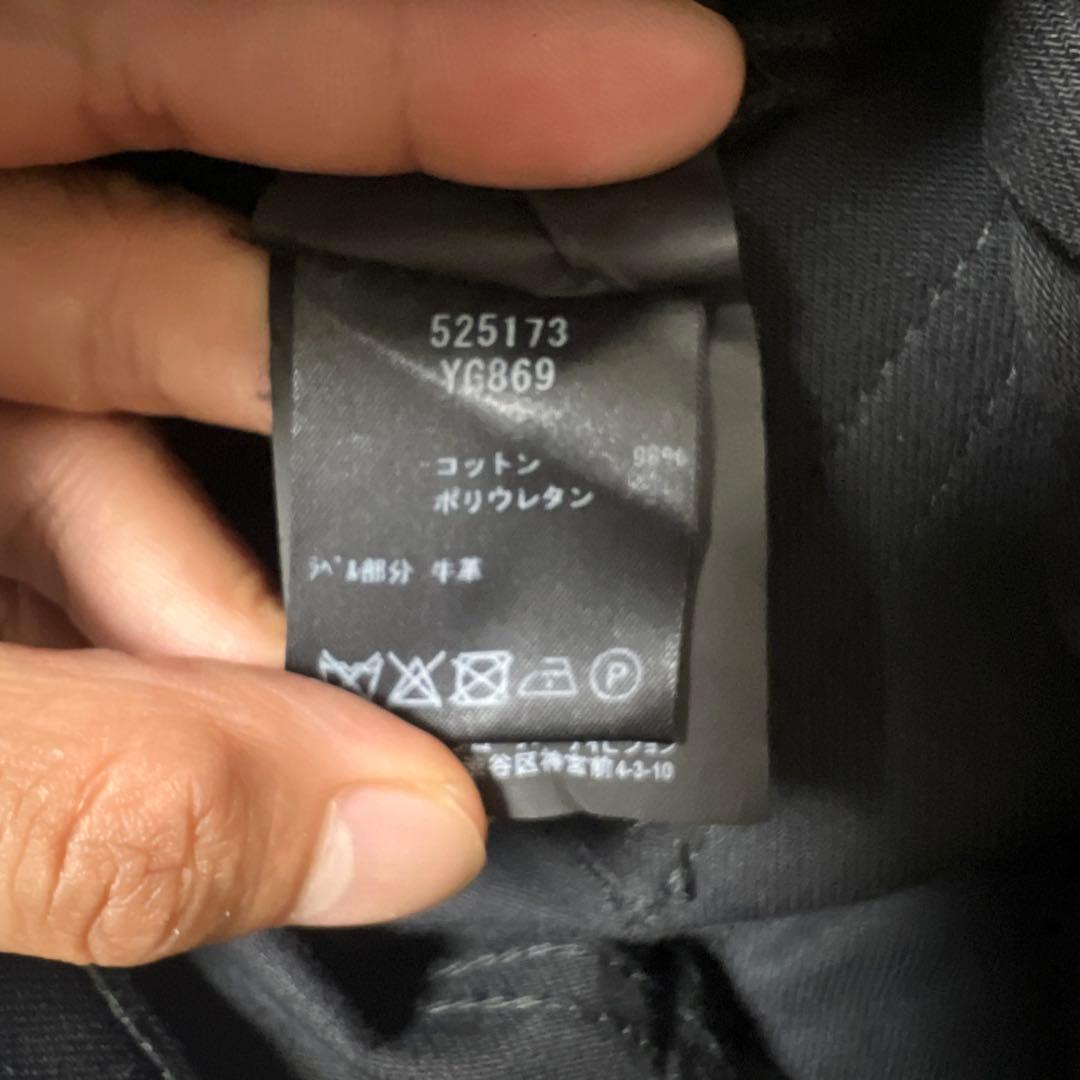 525173
YG869
コットン 98%
ポリウレタン
ラベル部分 牛革
P
谷区神宮前4-3-10